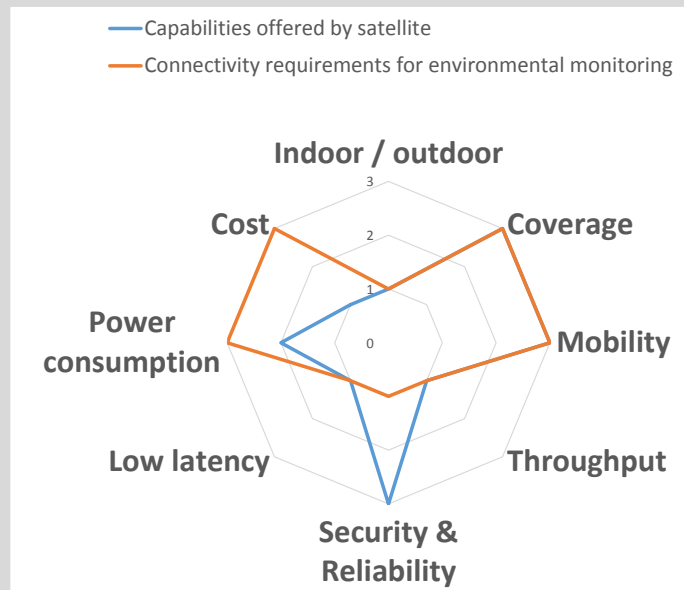 Capabilities offered by satellite
Connectivity requirements for environmental monitoring
Indoor / outdoor
3
Cost
Coverage
2
1
Power
consumption
0
Mobility
Low latency
Throughput
Security &
Reliability